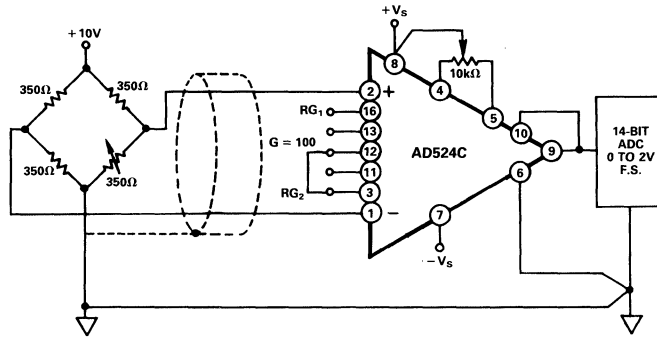 +10V
350Ω
350Ω
350Ω
350Ω
+VS
8
10kΩ
2
+
4
RG1
16
13
5
10
G = 100
12
AD524C
9
11
6
RG2
3
1
−
7
−VS
14-BIT
ADC
0 TO 2V
F.S.